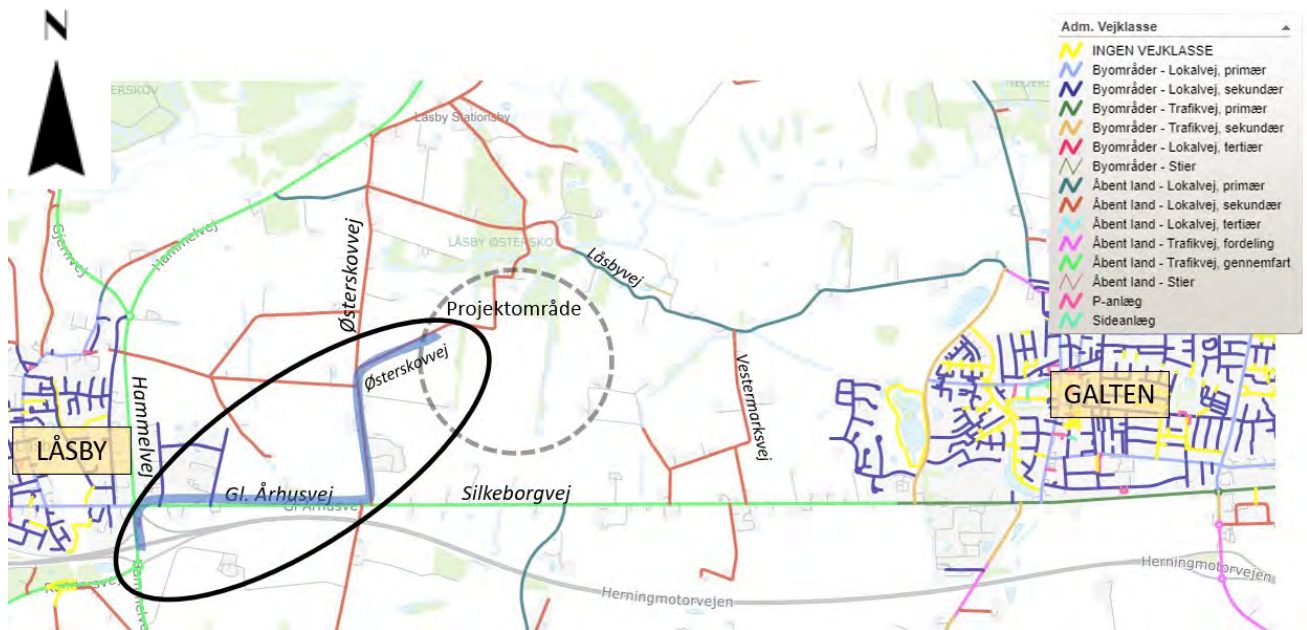 N
Adm. Vejklasse
INGEN VEJKLASSE
Byområder - Lokalvej, primær
Byområder - Lokalvej, sekundær
Byområder - Trafikvej, primær
Byområder - Trafikvej, sekundær
Byområder - Lokalvej, tertiær
Byområder - Stier
Åbent land - Lokalvej, primær
Åbent land - Lokalvej, sekundær
Åbent land - Lokalvej, tertiær
Åbent land - Trafikvej, fordeling
Åbent land - Trafikvej, gennemfart
Åbent land - Stier
P-anlæg
Sideanlæg
Låsby Stationsby
Gjernvej
Hammelvej
Østerskovvej
LÅSBY ØSTERSKOV
Låsbyvej
Projektområde
Østerskovvej
Hammelvej
Vestermarksvej
GALTEN
LÅSBY
Gl. Århusvej
Silkeborgvej
Herningmotorvejen
Herningmotorvejen